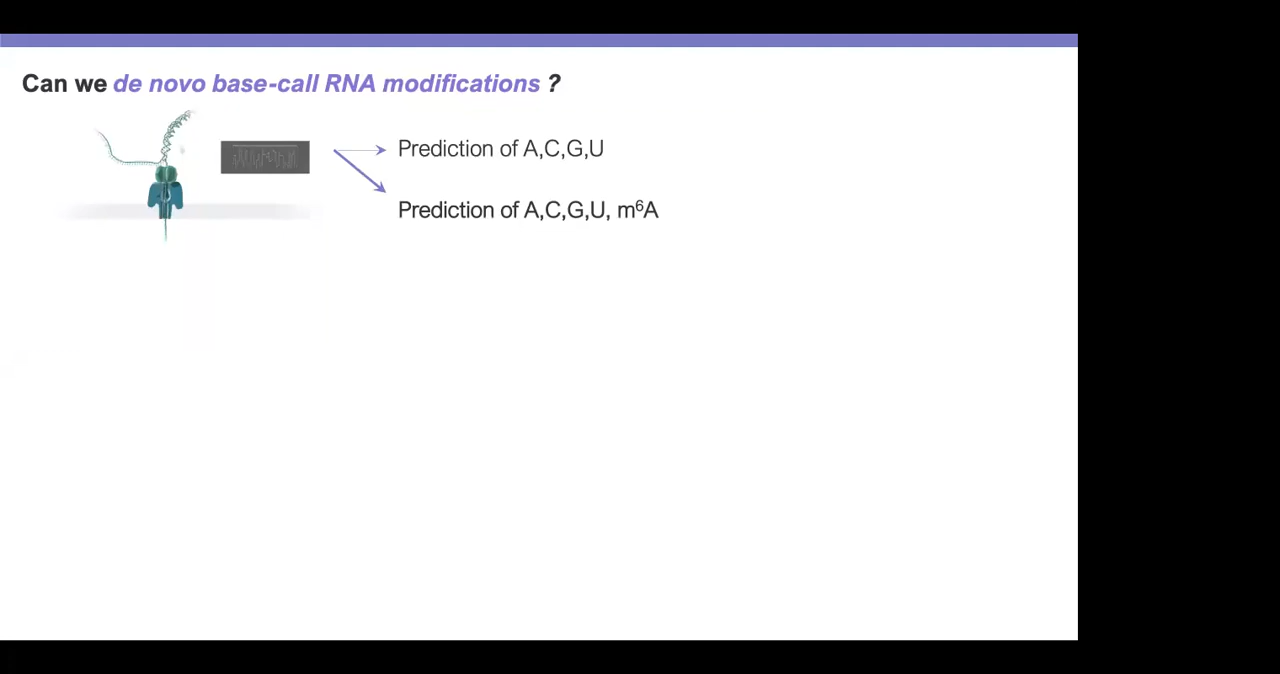 Can we de novo base-call RNA modifications ?
Prediction of A,C,G,U
Prediction of A,C,G,U, m⁶A